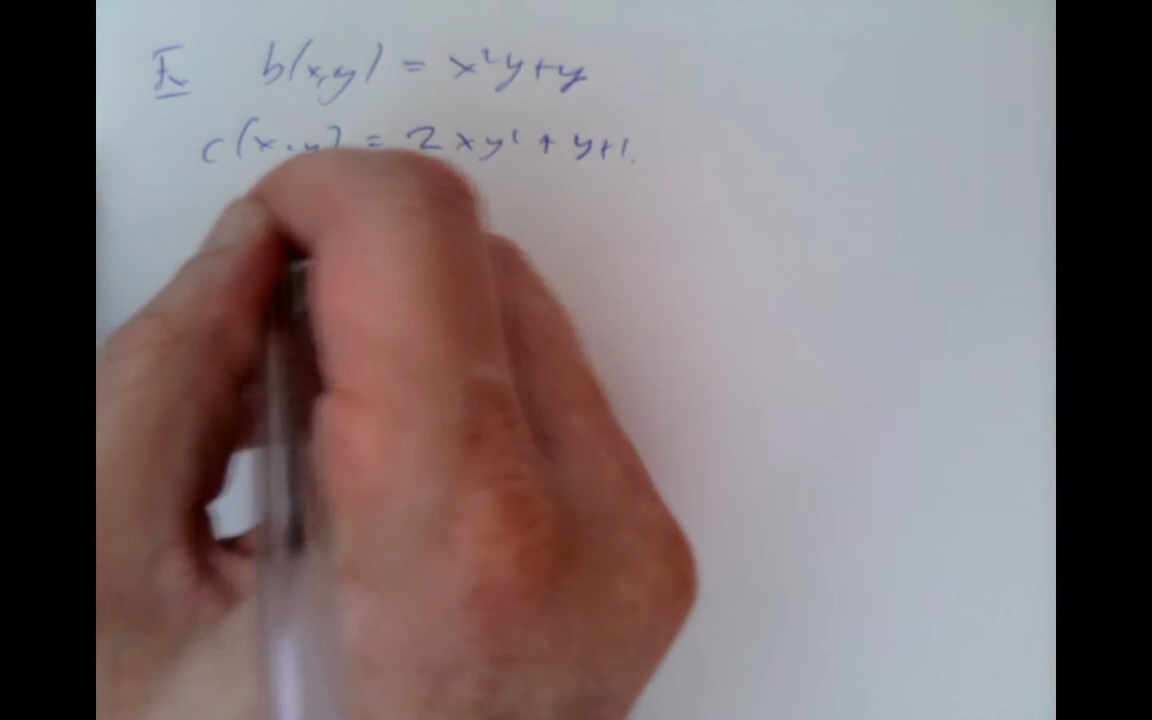 Ex b(x,y) = x²y+y
c(x,y) = 2xy² + y+1.